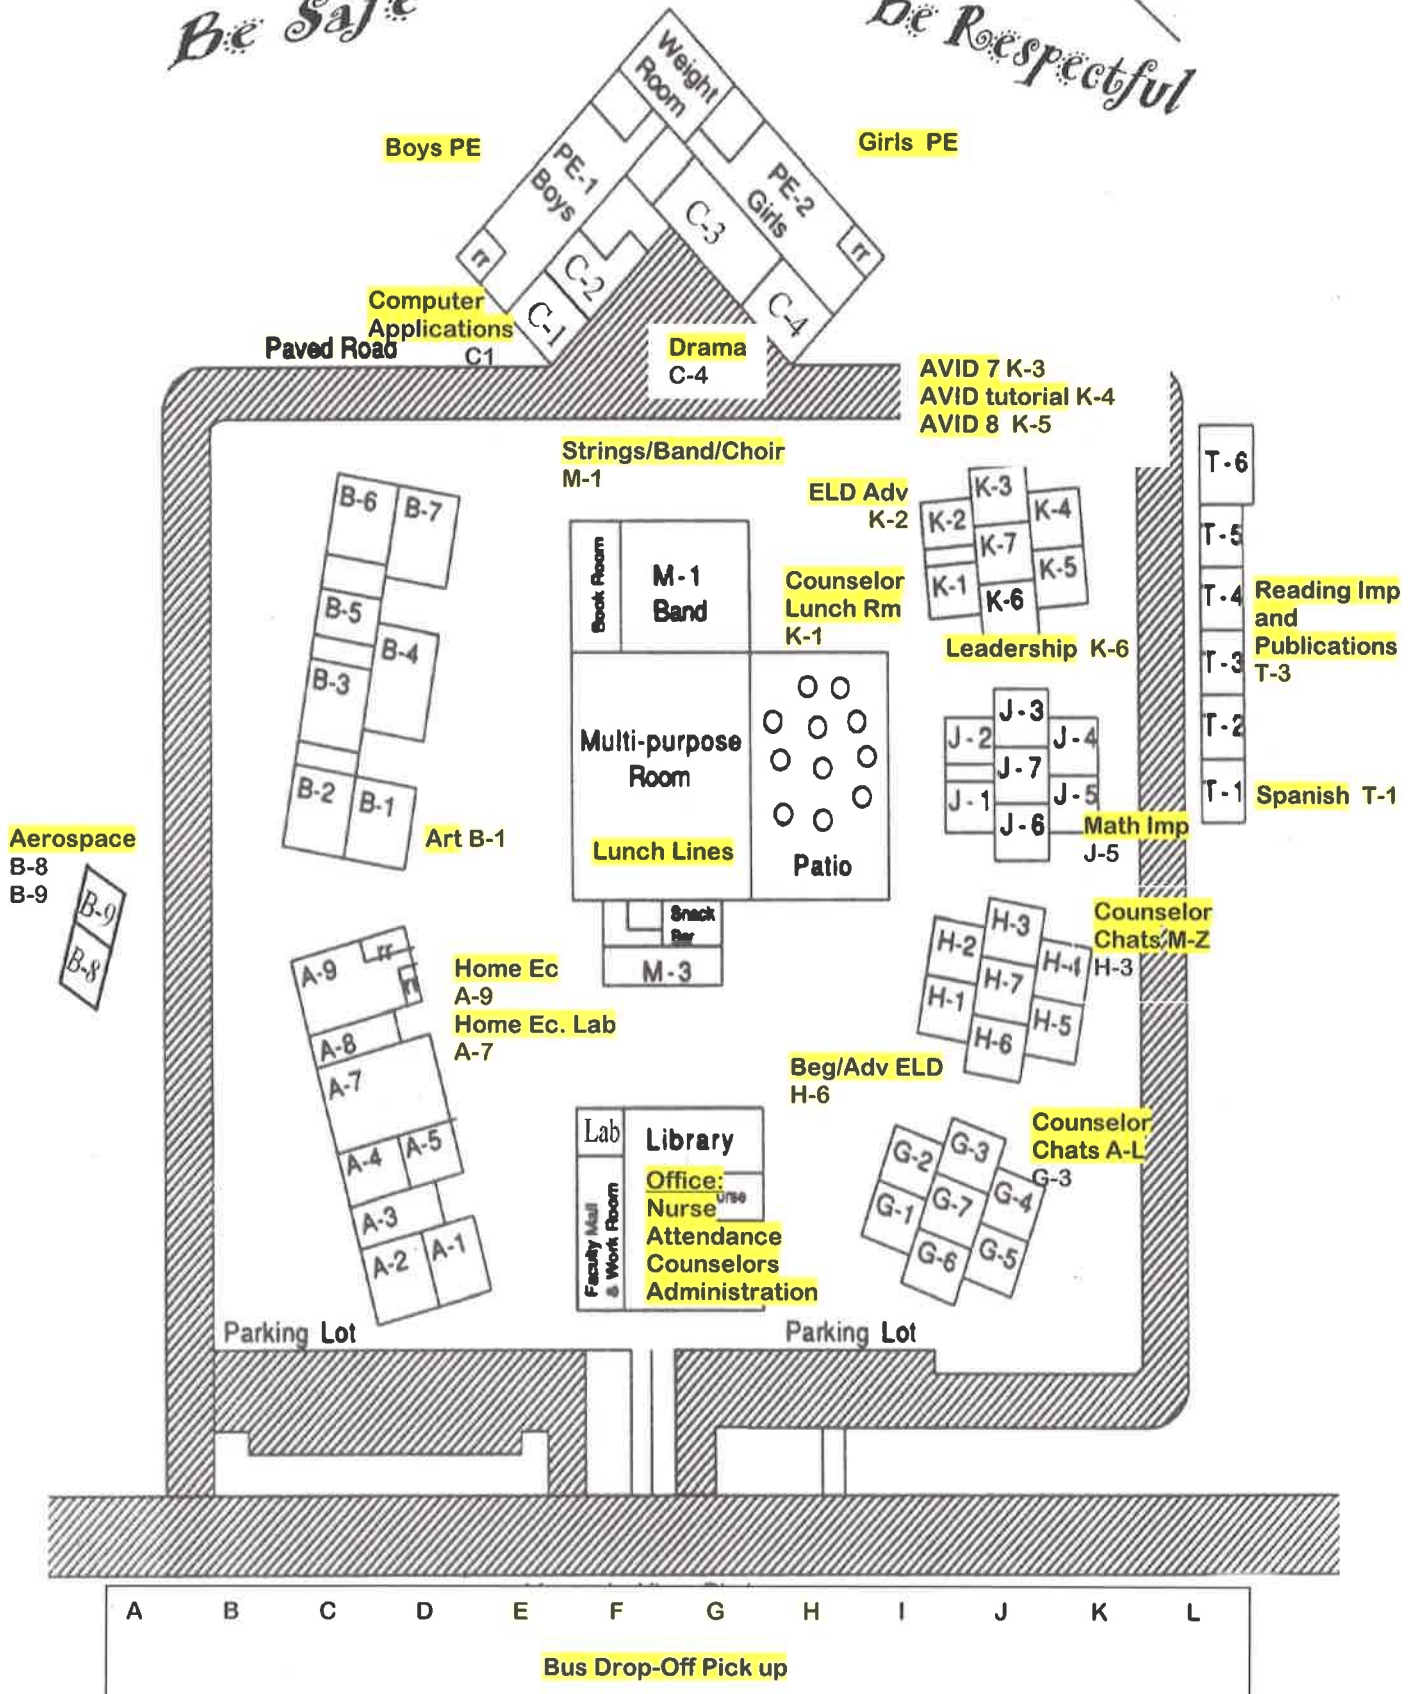 Be Safe
Be Respectful
Weight
Room
Boys PE
Girls PE
PE-1
Boys
PE-2
Girls
C-3
rr
rr
C-2
C-1
C-4
Computer
Applications
C1
Paved Road
Drama
C-4
AVID 7 K-3
AVID tutorial K-4
AVID 8 K-5
Strings/Band/Choir
M-1
ELD Adv
K-2
B-6
B-7
B-5
B-4
B-3
B-2
B-1
Book Room
M-1
Band
Counselor
Lunch Rm
K-1
K-3
K-2
K-4
K-7
K-1
K-5
K-6
Leadership K-6
T-6
T-5
T-4
T-3
T-2
T-1
Reading Imp
and
Publications
T-3
Spanish T-1
Multi-purpose
Room
Lunch Lines
Patio
J-3
J-2
J-4
J-7
J-1
J-5
J-6
Math Imp
J-5
Art B-1
Aerospace
B-8
B-9
B-9
B-8
Snack
Bar
M-3
H-3
H-2
H-4
H-7
H-1
H-5
H-6
Counselor
Chats M-Z
H-3
A-9
rr
A-8
A-7
A-5
A-4
A-3
A-2
A-1
Home Ec
A-9
Home Ec. Lab
A-7
Beg/Adv ELD
H-6
Lab
Library
Faculty Mail
& Work Room
Office:
Nurse
urse
Attendance
Counselors
Administration
Counselor
Chats A-L
G-3
G-3
G-2
G-4
G-7
G-1
G-5
G-6
Parking Lot
Parking Lot
A B C D E F G H I J K L
Bus Drop-Off Pick up